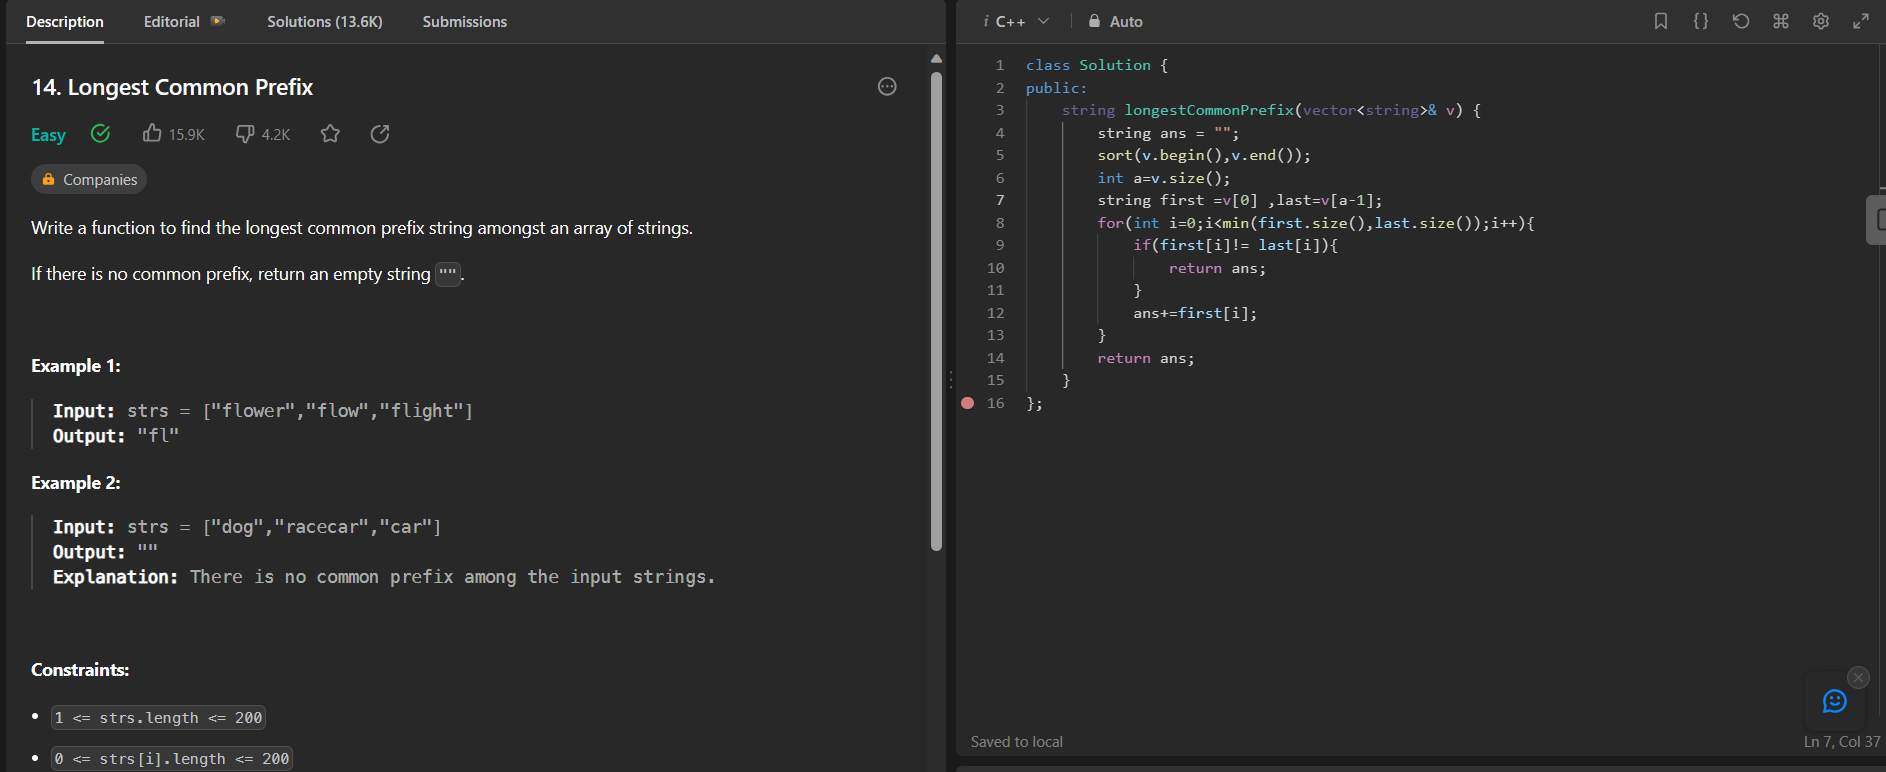 Description Editorial Solutions (13.6K) Submissions
14. Longest Common Prefix
Easy 15.9K 4.2K
Companies
Write a function to find the longest common prefix string amongst an array of strings.
If there is no common prefix, return an empty string "".
Example 1:
Input: strs = ["flower","flow","flight"]
Output: "fl"
Example 2:
Input: strs = ["dog","racecar","car"]
Output: ""
Explanation: There is no common prefix among the input strings.
Constraints:
• 1 <= strs.length <= 200
• 0 <= strs[i].length <= 200
i C++ Auto
1 class Solution {
2 public:
3     string longestCommonPrefix(vector<string>& v) {
4         string ans = "";
5         sort(v.begin(),v.end());
6         int a=v.size();
7         string first =v[0] ,last=v[a-1];
8         for(int i=0;i<min(first.size(),last.size());i++){
9             if(first[i]!= last[i]){
10                 return ans;
11             }
12             ans+=first[i];
13         }
14         return ans;
15     }
16 };
Saved to local
Ln 7, Col 37